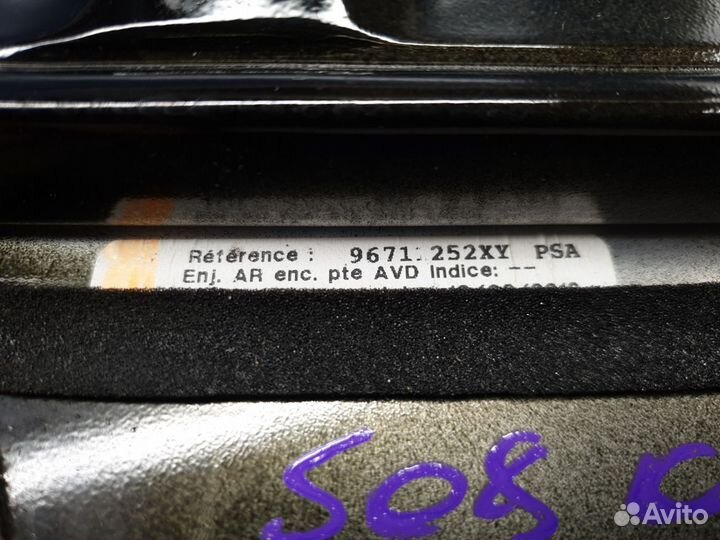 Référence : 9671 252XY PSA
Enj. AR enc. pte AVD Indice: --
508
Avito